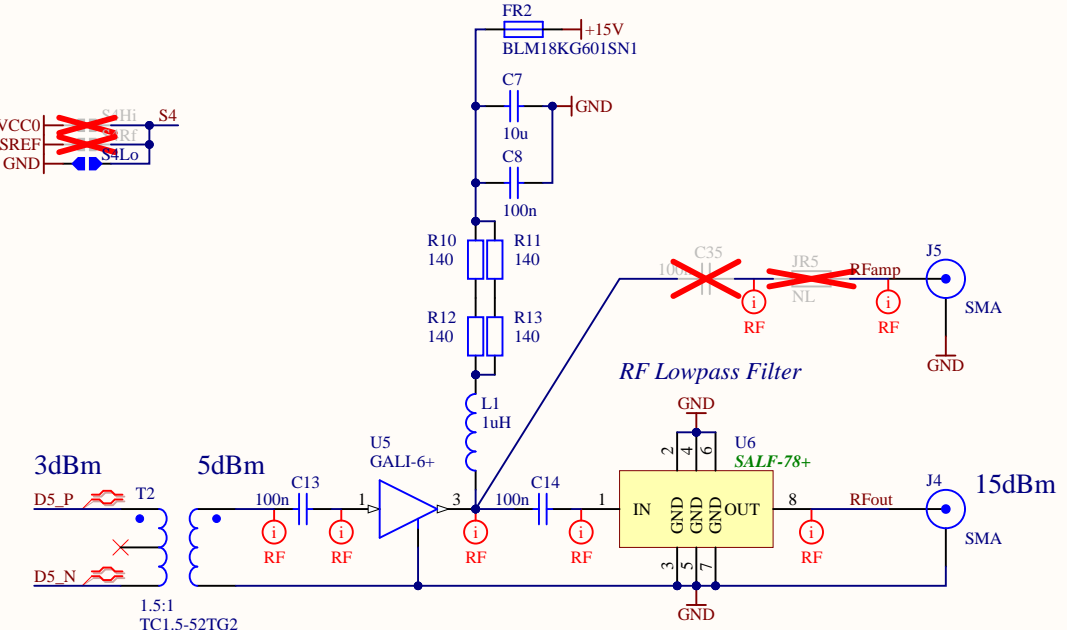 FR2
+15V
BLM18KG601SN1
C7
GND
10u
C8
100n
S4Hi
S4
VCC0
SREF
S4Lo
GND
R10
140
R11
140
R12
140
R13
140
C35
JR5
RFamp
NL
J5
SMA
i
RF
i
RF
GND
RF Lowpass Filter
L1
1uH
GND
U5
GALI-6+
2
4
6
U6
SALF-78+
3dBm
5dBm
15dBm
D5_P
T2
100n
C13
1
3
100n
C14
1
IN
GND
GND
GND
OUT
8
RFout
J4
SMA
i
RF
i
RF
i
RF
i
RF
i
RF
D5_N
3
5
7
GND
1.5:1
TC1.5-52TG2